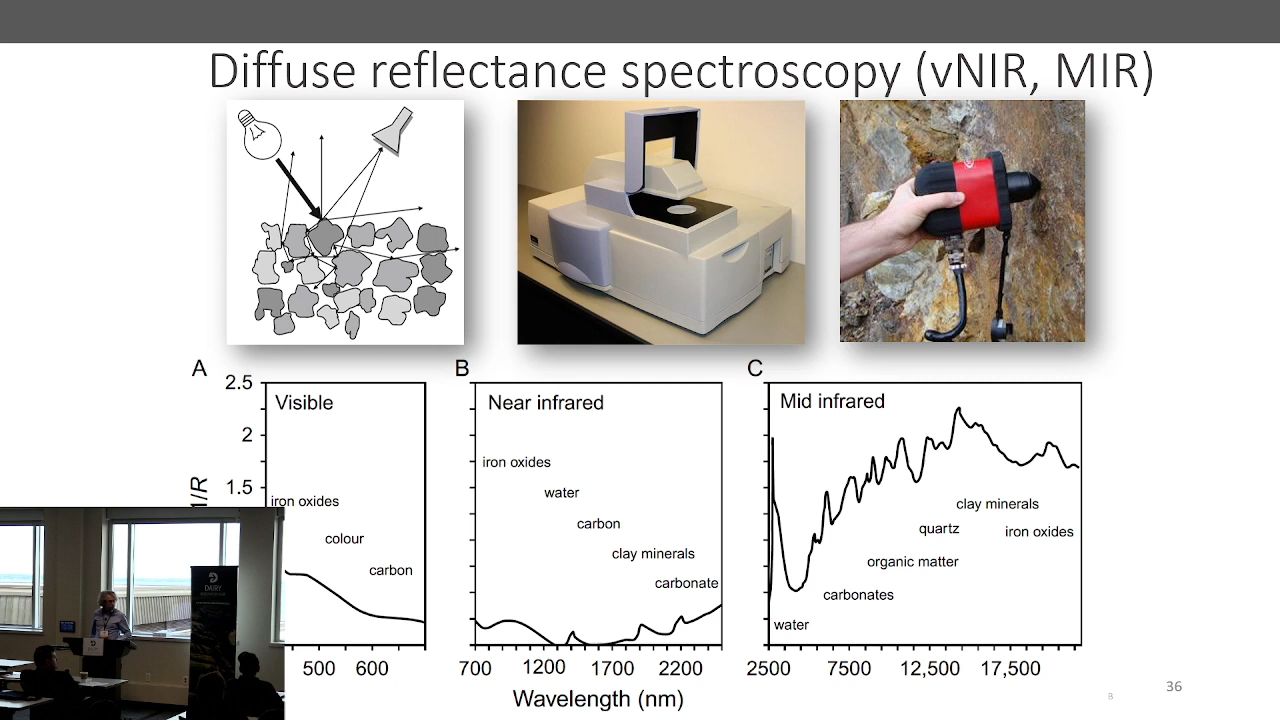 Diffuse reflectance spectroscopy (vNIR, MIR)
A
B
C
2.5
2
1.5
1/R
Visible
iron oxides
colour
carbon
500 600
Near infrared
iron oxides
water
carbon
clay minerals
carbonate
700 1200 1700 2200
Mid infrared
clay minerals
quartz
iron oxides
organic matter
carbonates
water
2500 7500 12,500 17,500
Wavelength (nm)
B
36
DAIRY